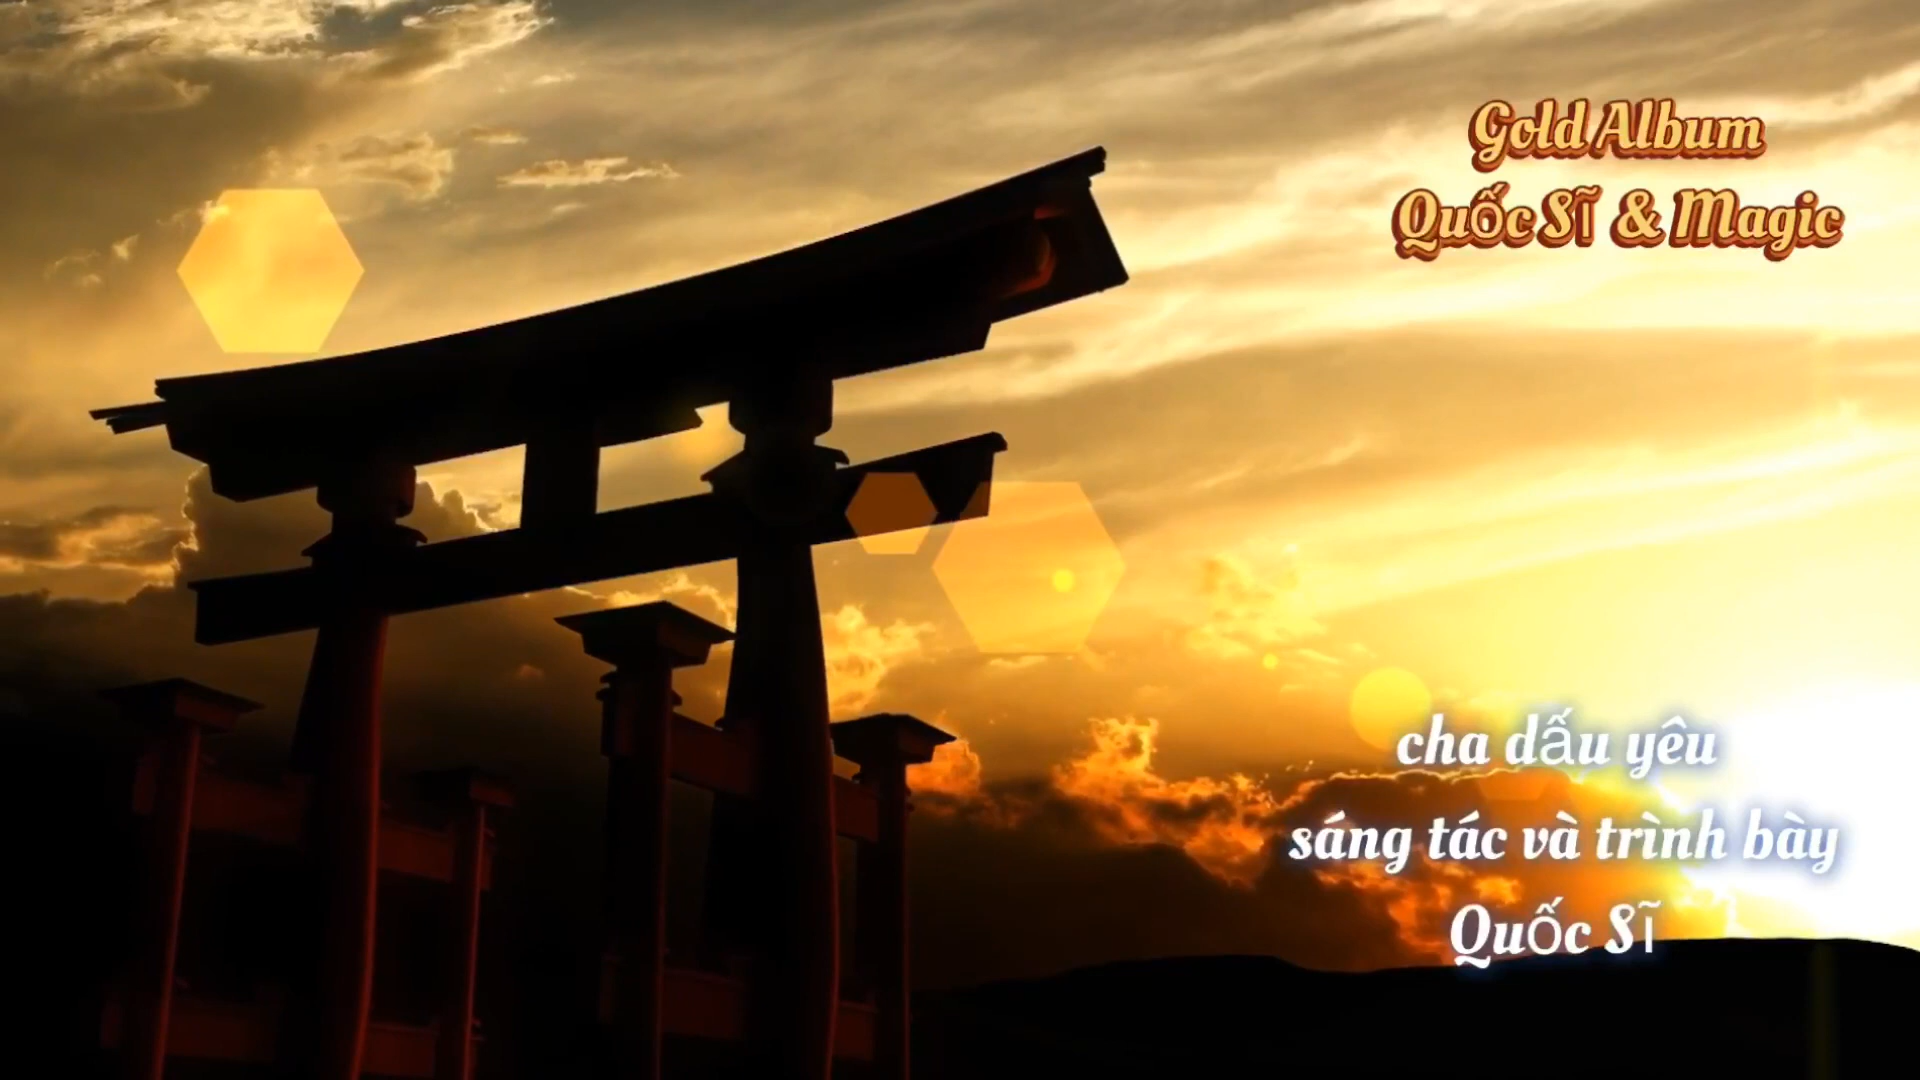 Gold Album
Quốc Sĩ & Magic
cha dấu yêu
sáng tác và trình bày
Quốc Sĩ